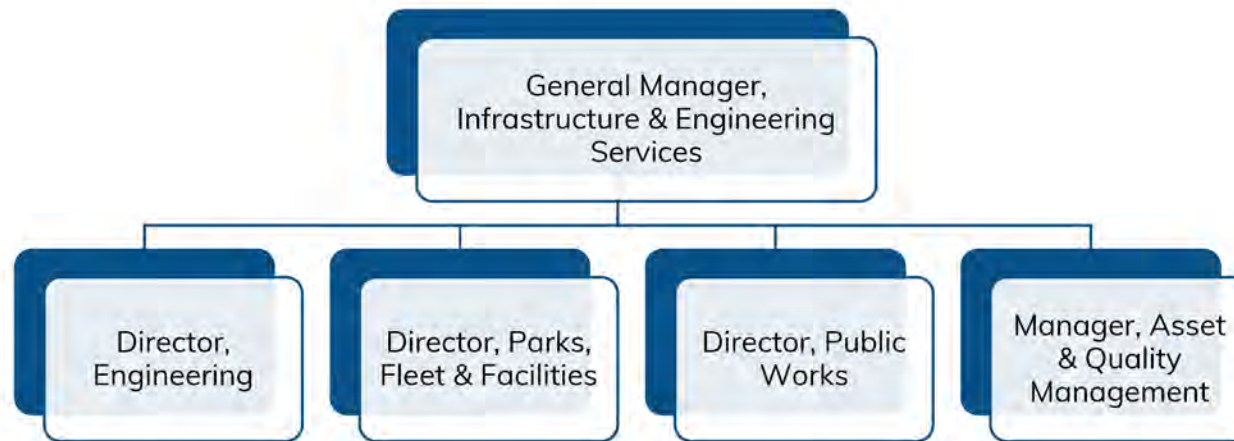 General Manager,
Infrastructure & Engineering
Services
Director,
Engineering
Director, Parks,
Fleet & Facilities
Director, Public
Works
Manager, Asset
& Quality
Management